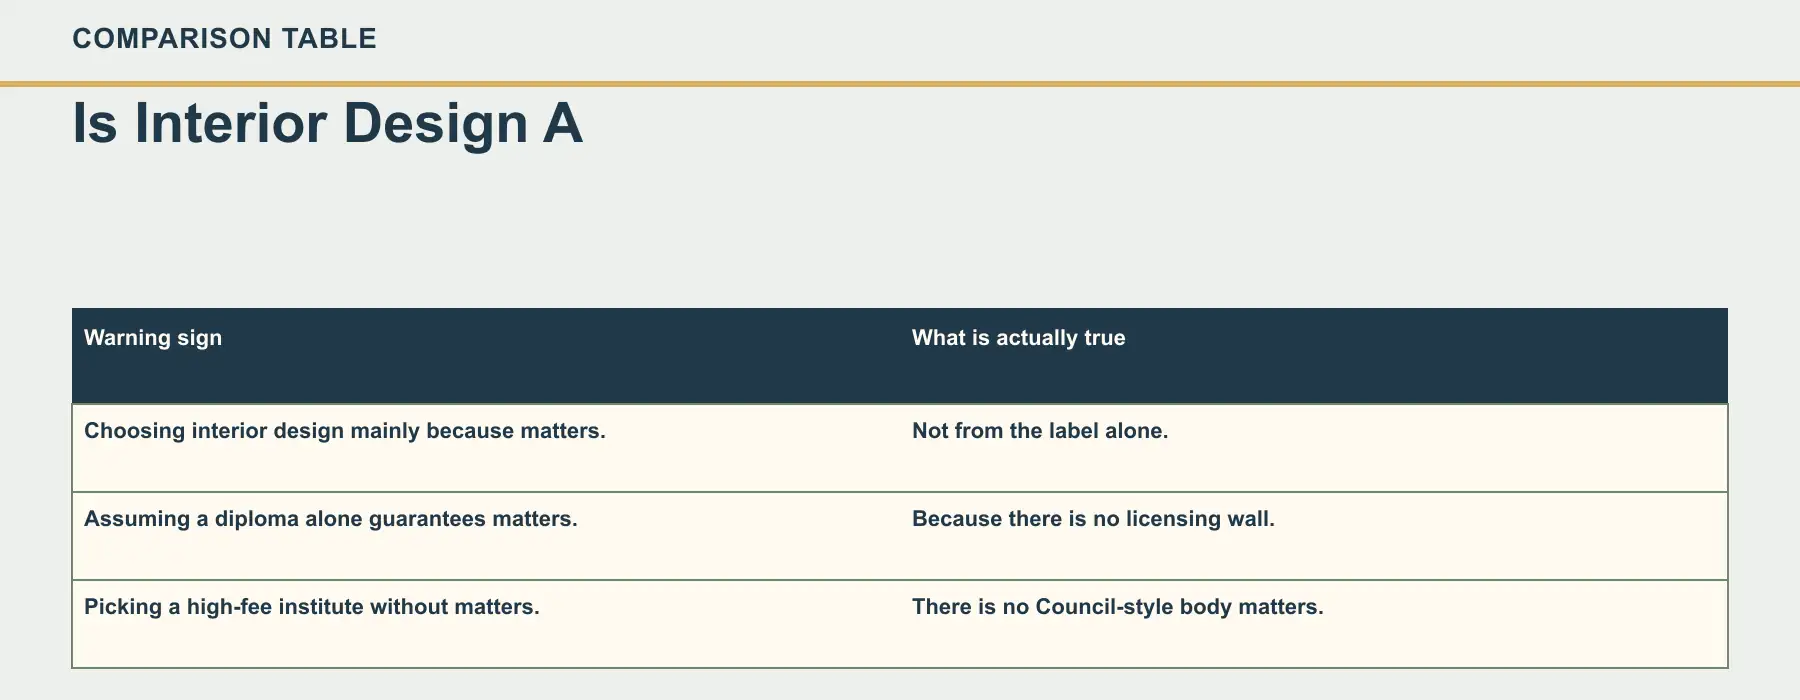 COMPARISON TABLE
Is Interior Design A
Warning sign
What is actually true
Choosing interior design mainly because matters.
Not from the label alone.
Assuming a diploma alone guarantees matters.
Because there is no licensing wall.
Picking a high-fee institute without matters.
There is no Council-style body matters.